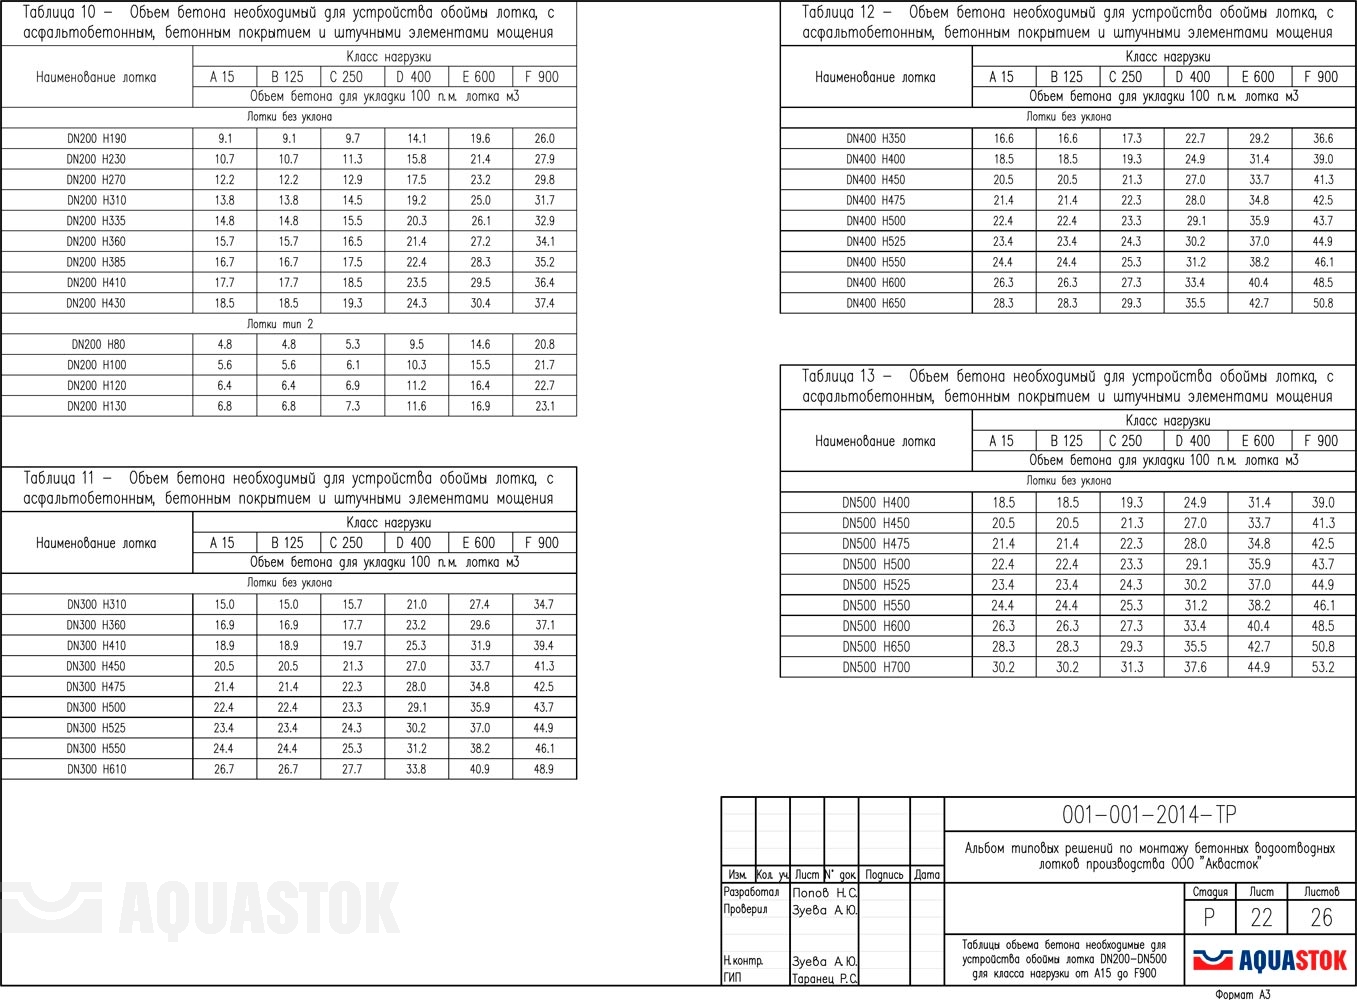 Таблица 10 – Объем бетона необходимый для устройства обоймы лотка, с
асфальтобетонным, бетонным покрытием и штучными элементами мощения
Наименование лотка
Класс нагрузки
A 15 B 125 C 250 D 400 E 600 F 900
Объем бетона для укладки 100 п.м. лотка м3
Лотки без уклона
DN200 H190 9.1 9.1 9.7 14.1 19.6 26.0
DN200 H230 10.7 10.7 11.3 15.8 21.4 27.9
DN200 H270 12.2 12.2 12.9 17.5 23.2 29.8
DN200 H310 13.8 13.8 14.5 19.2 25.0 31.7
DN200 H335 14.8 14.8 15.5 20.3 26.1 32.9
DN200 H360 15.7 15.7 16.5 21.4 27.2 34.1
DN200 H385 16.7 16.7 17.5 22.4 28.3 35.2
DN200 H410 17.7 17.7 18.5 23.5 29.5 36.4
DN200 H430 18.5 18.5 19.3 24.3 30.4 37.4
Лотки тип 2
DN200 H80 4.8 4.8 5.3 9.5 14.6 20.8
DN200 H100 5.6 5.6 6.1 10.3 15.5 21.7
DN200 H120 6.4 6.4 6.9 11.2 16.4 22.7
DN200 H130 6.8 6.8 7.3 11.6 16.9 23.1
Таблица 11 – Объем бетона необходимый для устройства обоймы лотка, с
асфальтобетонным, бетонным покрытием и штучными элементами мощения
Наименование лотка
Класс нагрузки
A 15 B 125 C 250 D 400 E 600 F 900
Объем бетона для укладки 100 п.м. лотка м3
Лотки без уклона
DN300 H310 15.0 15.0 15.7 21.0 27.4 34.7
DN300 H360 16.9 16.9 17.7 23.2 29.6 37.1
DN300 H410 18.9 18.9 19.7 25.3 31.9 39.4
DN300 H450 20.5 20.5 21.3 27.0 33.7 41.3
DN300 H475 21.4 21.4 22.3 28.0 34.8 42.5
DN300 H500 22.4 22.4 23.3 29.1 35.9 43.7
DN300 H525 23.4 23.4 24.3 30.2 37.0 44.9
DN300 H550 24.4 24.4 25.3 31.2 38.2 46.1
DN300 H610 26.7 26.7 27.7 33.8 40.9 48.9
AQUASTOK
Таблица 12 – Объем бетона необходимый для устройства обоймы лотка, с
асфальтобетонным, бетонным покрытием и штучными элементами мощения
Наименование лотка
Класс нагрузки
A 15 B 125 C 250 D 400 E 600 F 900
Объем бетона для укладки 100 п.м. лотка м3
Лотки без уклона
DN400 H350 16.6 16.6 17.3 22.7 29.2 36.6
DN400 H400 18.5 18.5 19.3 24.9 31.4 39.0
DN400 H450 20.5 20.5 21.3 27.0 33.7 41.3
DN400 H475 21.4 21.4 22.3 28.0 34.8 42.5
DN400 H500 22.4 22.4 23.3 29.1 35.9 43.7
DN400 H525 23.4 23.4 24.3 30.2 37.0 44.9
DN400 H550 24.4 24.4 25.3 31.2 38.2 46.1
DN400 H600 26.3 26.3 27.3 33.4 40.4 48.5
DN400 H650 28.3 28.3 29.3 35.5 42.7 50.8
Таблица 13 – Объем бетона необходимый для устройства обоймы лотка, с
асфальтобетонным, бетонным покрытием и штучными элементами мощения
Наименование лотка
Класс нагрузки
A 15 B 125 C 250 D 400 E 600 F 900
Объем бетона для укладки 100 п.м. лотка м3
Лотки без уклона
DN500 H400 18.5 18.5 19.3 24.9 31.4 39.0
DN500 H450 20.5 20.5 21.3 27.0 33.7 41.3
DN500 H475 21.4 21.4 22.3 28.0 34.8 42.5
DN500 H500 22.4 22.4 23.3 29.1 35.9 43.7
DN500 H525 23.4 23.4 24.3 30.2 37.0 44.9
DN500 H550 24.4 24.4 25.3 31.2 38.2 46.1
DN500 H600 26.3 26.3 27.3 33.4 40.4 48.5
DN500 H650 28.3 28.3 29.3 35.5 42.7 50.8
DN500 H700 30.2 30.2 31.3 37.6 44.9 53.2
001-001-2014-ТР
Альбом типовых решений по монтажу бетонных водоотводных
лотков производства ООО "Аквасток"
Изм. Кол. уч. Лист N° док. Подпись Дата
Разработал Попов Н.С.
Проверил Зуева А.Ю.
Н.контр. Зуева А.Ю.
ГИП Таранец Р.С.
Стадия Лист Листов
Р 22 26
Таблицы объема бетона необходимые для
устройства обоймы лотка DN200-DN500
для класса нагрузки от А15 до F900
AQUASTOK
Формат А3